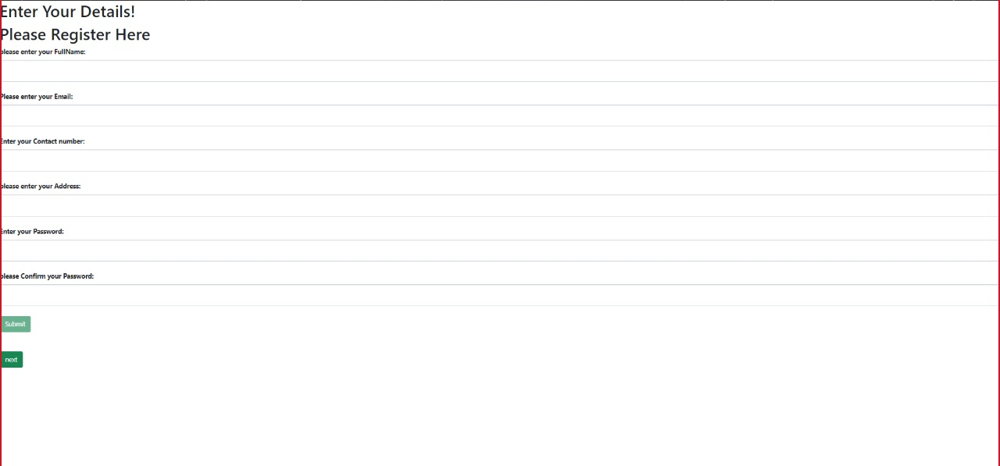 Enter Your Details!
Please Register Here
please enter your FullName:
Please enter your Email:
Enter your Contact number:
please enter your Address:
Enter your Password:
please Confirm your Password:
Submit
next